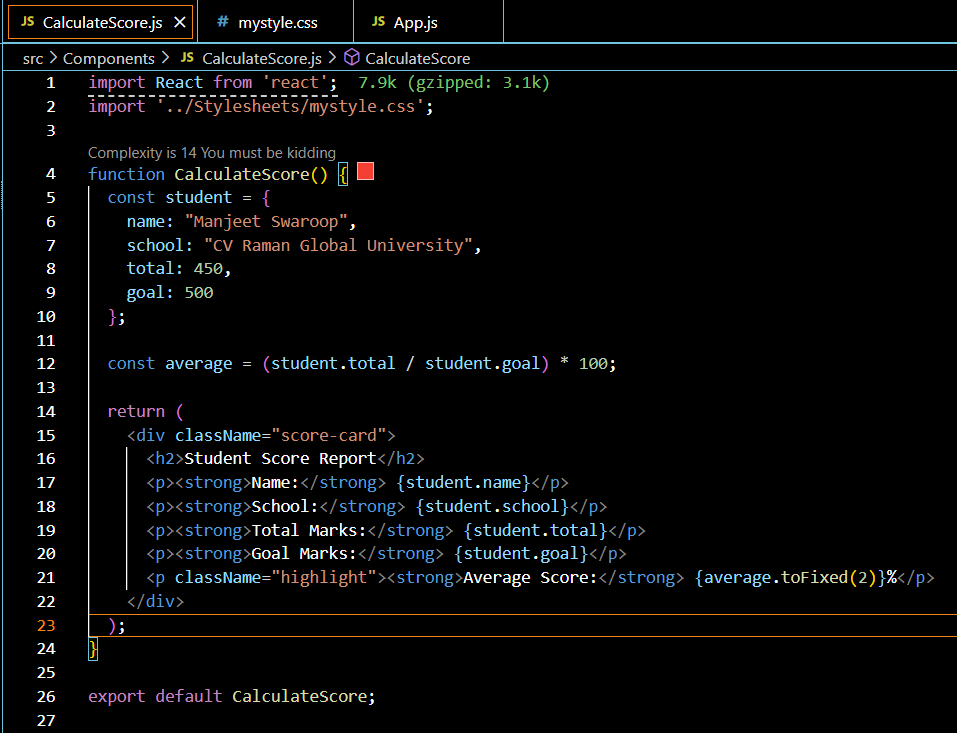 JS CalculateScore.js × # mystyle.css JS App.js
src > Components > JS CalculateScore.js > CalculateScore
1 import React from 'react'; 7.9k (gzipped: 3.1k)
2 import '../Stylesheets/mystyle.css';
3
Complexity is 14 You must be kidding
4 function CalculateScore() {
5   const student = {
6     name: "Manjeet Swaroop",
7     school: "CV Raman Global University",
8     total: 450,
9     goal: 500
10   };
11
12   const average = (student.total / student.goal) * 100;
13
14   return (
15     <div className="score-card">
16       <h2>Student Score Report</h2>
17       <p><strong>Name:</strong> {student.name}</p>
18       <p><strong>School:</strong> {student.school}</p>
19       <p><strong>Total Marks:</strong> {student.total}</p>
20       <p><strong>Goal Marks:</strong> {student.goal}</p>
21       <p className="highlight"><strong>Average Score:</strong> {average.toFixed(2)}%</p>
22     </div>
23   );
24 }
25
26 export default CalculateScore;
27